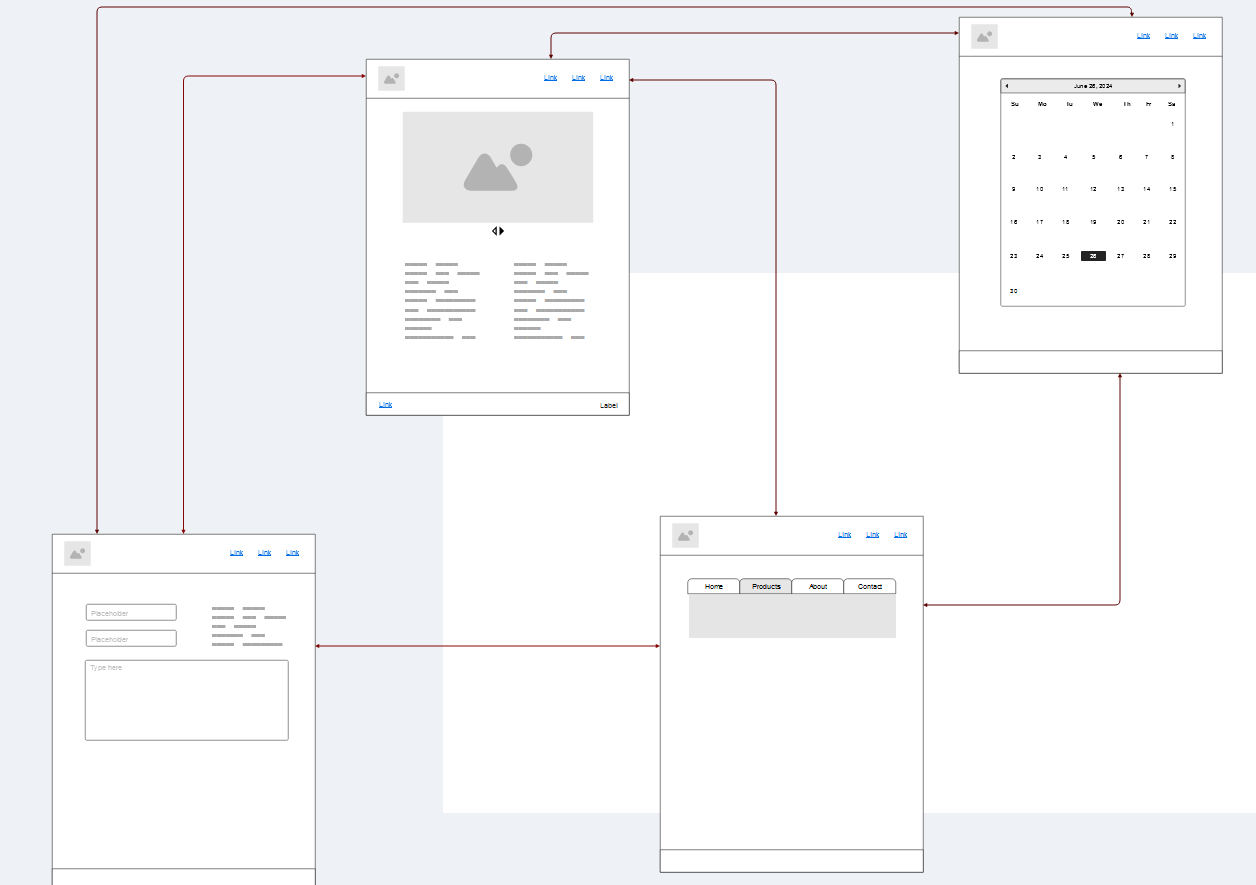 Link Link Link
June 26, 2024
Su Mo Tu We Th Fr Sa
1
2 3 4 5 6 7 8
9 10 11 12 13 14 15
16 17 18 19 20 21 22
23 24 25 26 27 28 29
30
Link Link Link
Link Label
Link Link Link
Home Products About Contact
Link Link Link
Placeholder
Placeholder
Type here